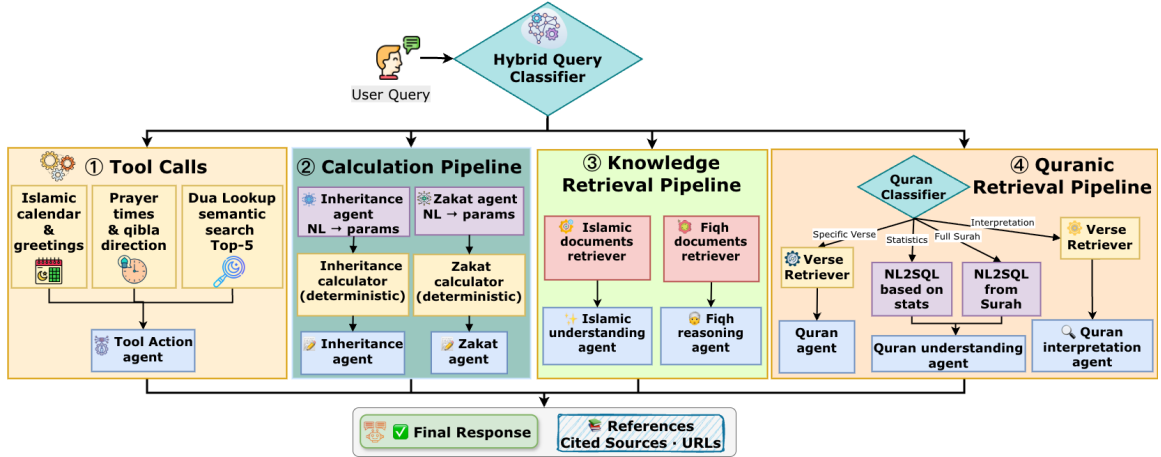 Hybrid Query
Classifier
User Query
① Tool Calls
Islamic
calendar
&
greetings
Prayer
times
& qibla
direction
Dua Lookup
semantic
search
Top-5
Tool Action
agent
② Calculation Pipeline
Inheritance
agent
NL → params
Zakat agent
NL → params
Inheritance
calculator
(deterministic)
Zakat
calculator
(deterministic)
Inheritance
agent
Zakat
agent
③ Knowledge
Retrieval Pipeline
Islamic
documents
retriever
Fiqh
documents
retriever
Islamic
understanding
agent
Fiqh
reasoning
agent
④ Quranic
Retrieval Pipeline
Quran
Classifier
Specific Verse
Statistics
Full Surah
Interpretation
Verse
Retriever
NL2SQL
based on
stats
NL2SQL
from
Surah
Verse
Retriever
Quran
agent
Quran understanding
agent
Quran
interpretation
agent
✅ Final Response
References
Cited Sources · URLs